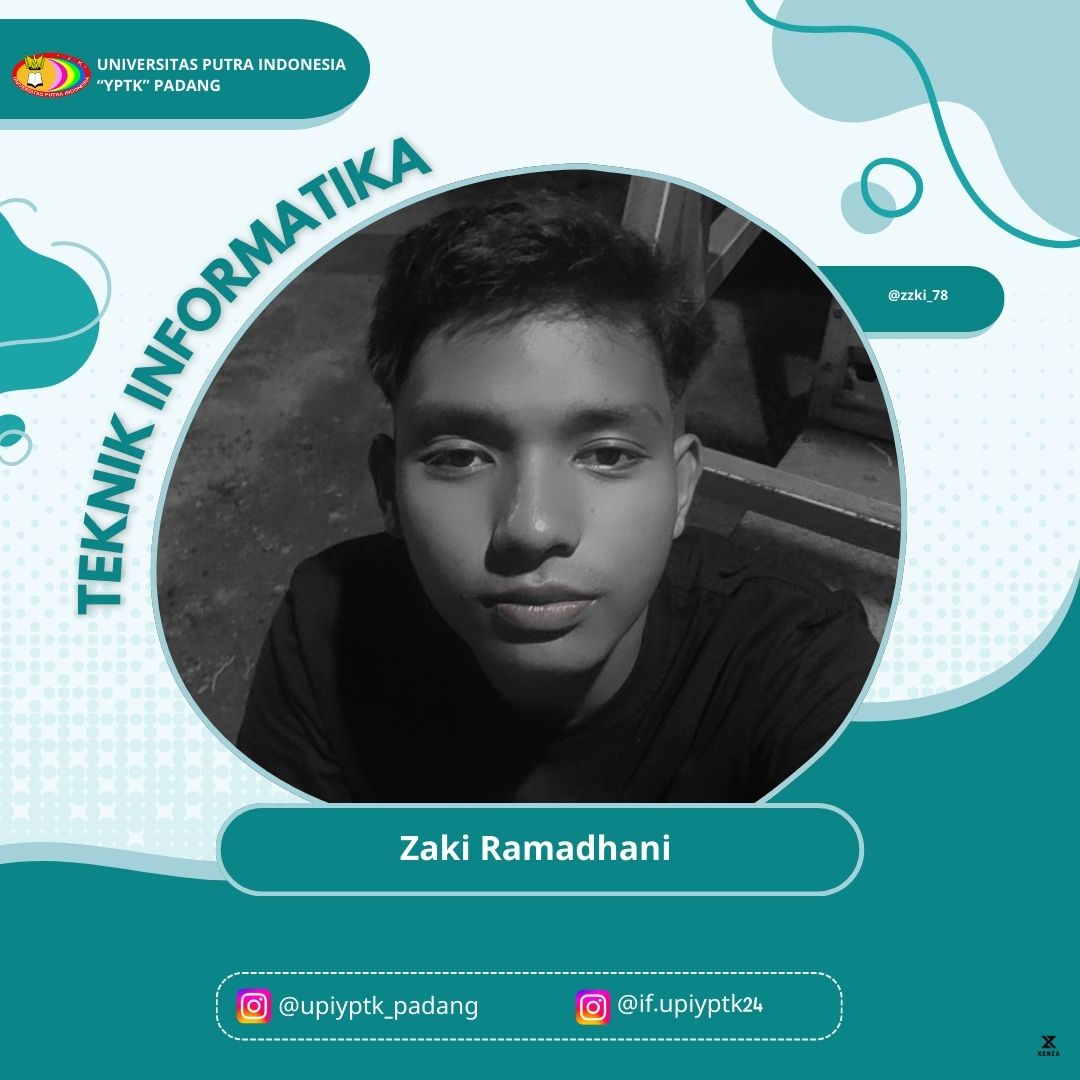 UNIVERSITAS PUTRA INDONESIA
“YPTK” PADANG
TEKNIK INFORMATIKA
@zzki_78
Zaki Ramadhani
@upiyptk_padang
@if.upiyptk24
XENZA